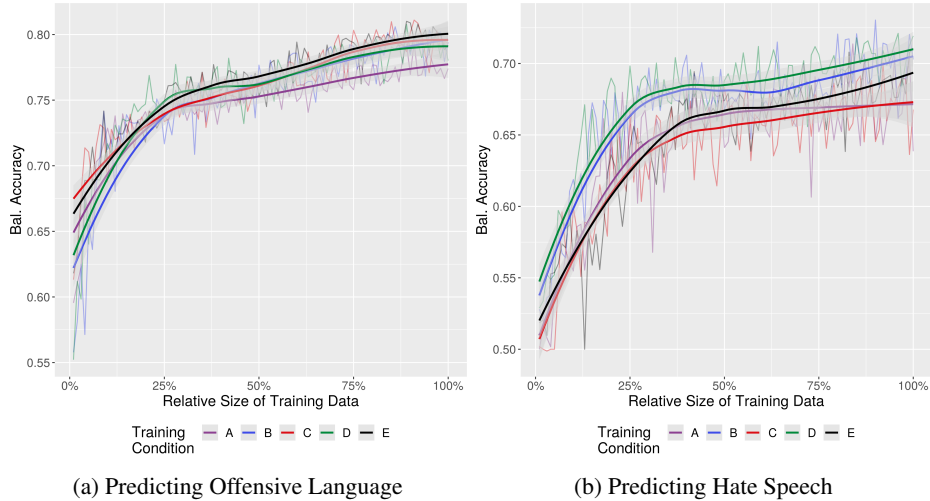 0.80
0.75
0.70
0.65
0.60
0.55
Bal. Accuracy
0% 25% 50% 75% 100%
Relative Size of Training Data
Training
Condition
A B C D E
(a) Predicting Offensive Language
0.70
0.65
0.60
0.55
0.50
Bal. Accuracy
0% 25% 50% 75% 100%
Relative Size of Training Data
Training
Condition
A B C D E
(b) Predicting Hate Speech